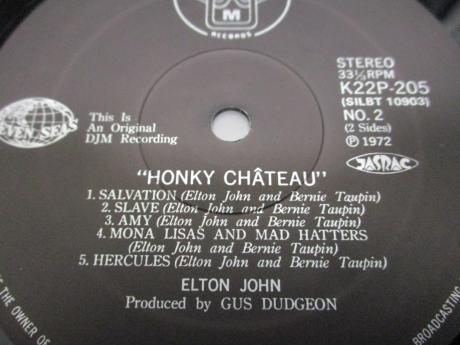 M
RECORDS
STEREO
33⅓RPM
K22P-205
(SILBT 10903)
NO. 2
(2 Sides)
℗ 1972
JASRAC
SEVEN SEAS
This Is
An Original
DJM Recording
"HONKY CHÂTEAU"
1. SALVATION (Elton John and Bernie Taupin)
2. SLAVE (Elton John and Bernie Taupin)
3. AMY (Elton John and Bernie Taupin)
4. MONA LISAS AND MAD HATTERS
(Elton John and Bernie Taupin)
5. HERCULES (Elton John and Bernie Taupin)
ELTON JOHN
Produced by GUS DUDGEON
THE OWNER OF
BROADCASTING